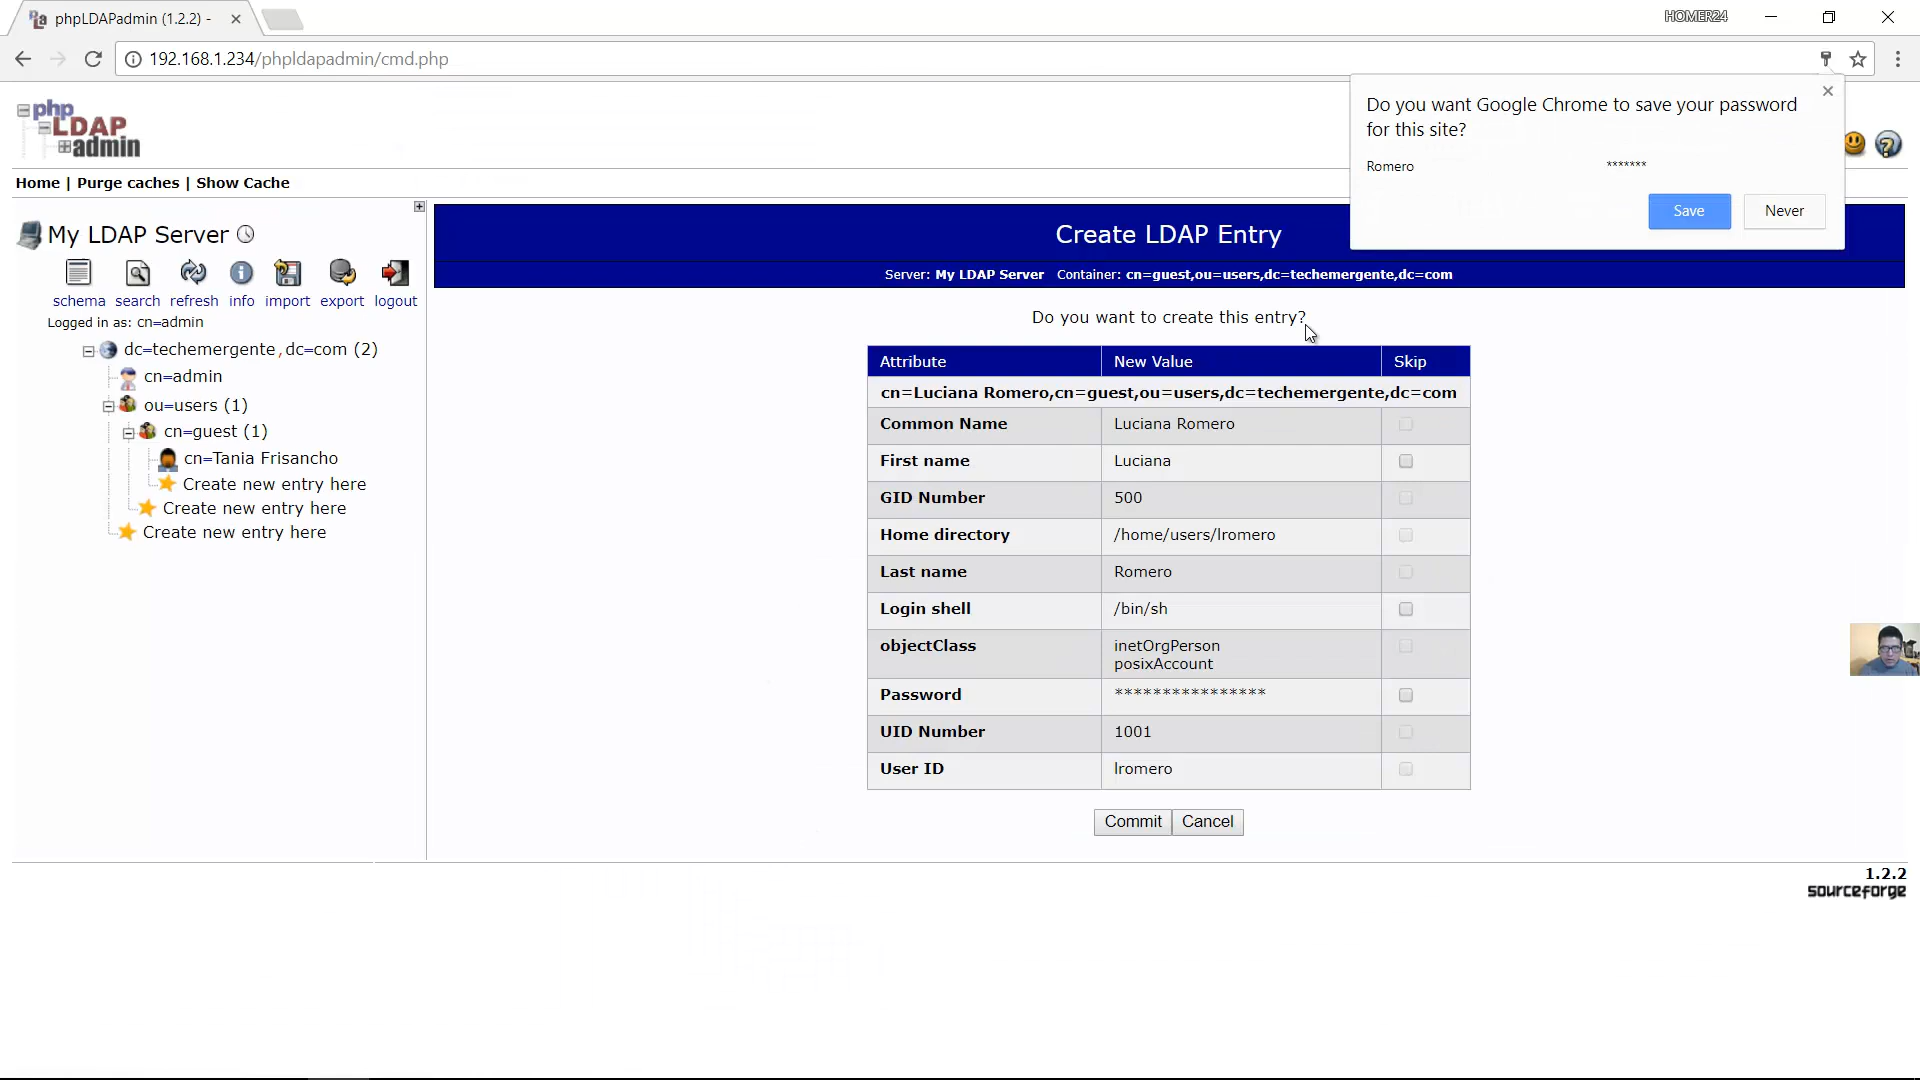 phpLDAPadmin (1.2.2) -
HOMER24
192.168.1.234/phpldapadmin/cmd.php
Do you want Google Chrome to save your password
for this site?
Romero *******
Save Never
php
LDAP
admin
Home | Purge caches | Show Cache
My LDAP Server
schema search refresh info import export logout
Logged in as: cn=admin
dc=techemergente,dc=com (2)
cn=admin
ou=users (1)
cn=guest (1)
cn=Tania Frisancho
Create new entry here
Create new entry here
Create new entry here
Create LDAP Entry
Server: My LDAP Server Container: cn=guest,ou=users,dc=techemergente,dc=com
Do you want to create this entry?
Attribute New Value Skip
cn=Luciana Romero,cn=guest,ou=users,dc=techemergente,dc=com
Common Name Luciana Romero
First name Luciana
GID Number 500
Home directory /home/users/lromero
Last name Romero
Login shell /bin/sh
objectClass inetOrgPerson
posixAccount
Password ****************
UID Number 1001
User ID lromero
Commit Cancel
1.2.2
sourceforge